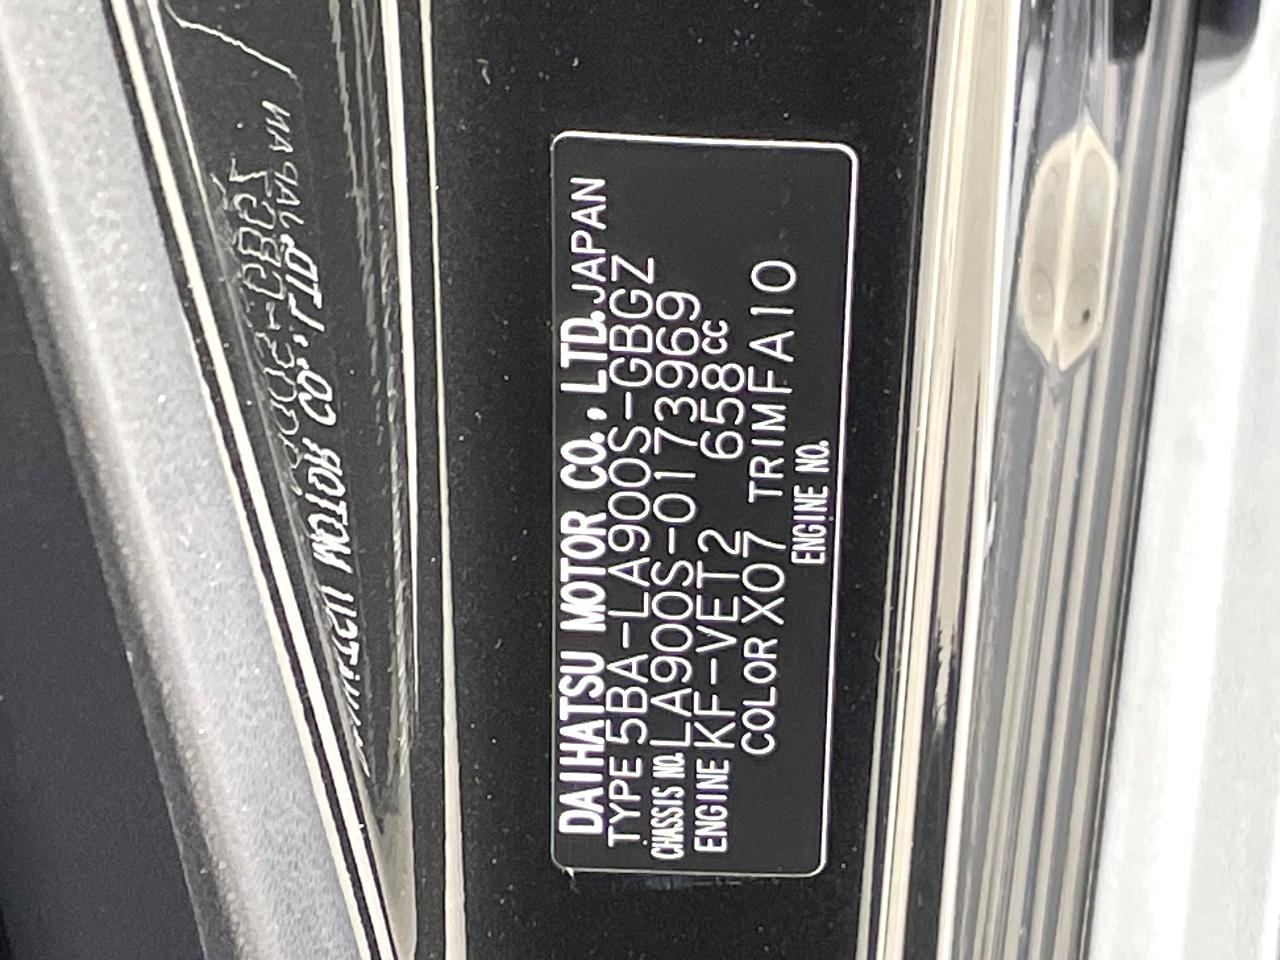 DAIHATSU MOTOR CO., LTD. JAPAN
TYPE 5BA-LA900S-GBGZ
CHASSIS NO. LA900S-0173969
ENGINE KF-VET2 658cc
COLOR X07 TRIM FA10
ENGINE NO.